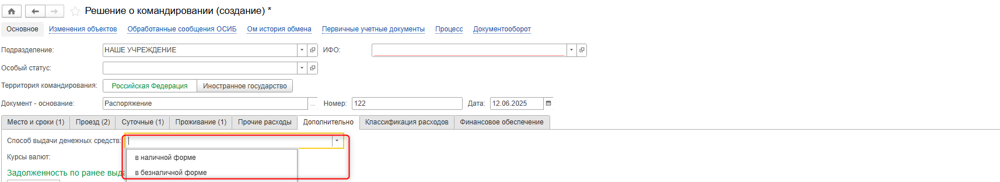 Решение о командировании (создание) *
Основное Изменения объектов Обработанные сообщения ОСИБ Ом история обмена Первичные учетные документы Процесс Документооборот
Подразделение: НАШЕ УЧРЕЖДЕНИЕ ИФО:
Особый статус:
Территория командирования: Российская Федерация Иностранное государство
Документ - основание: Распоряжение ... Номер: 122 Дата: 12.06.2025
Место и сроки (1) Проезд (2) Суточные (1) Проживание (1) Прочие расходы Дополнительно Классификация расходов Финансовое обеспечение
Способ выдачи денежных средств:
Курсы валют: в наличной форме
Задолженность по ранее выда в безналичной форме